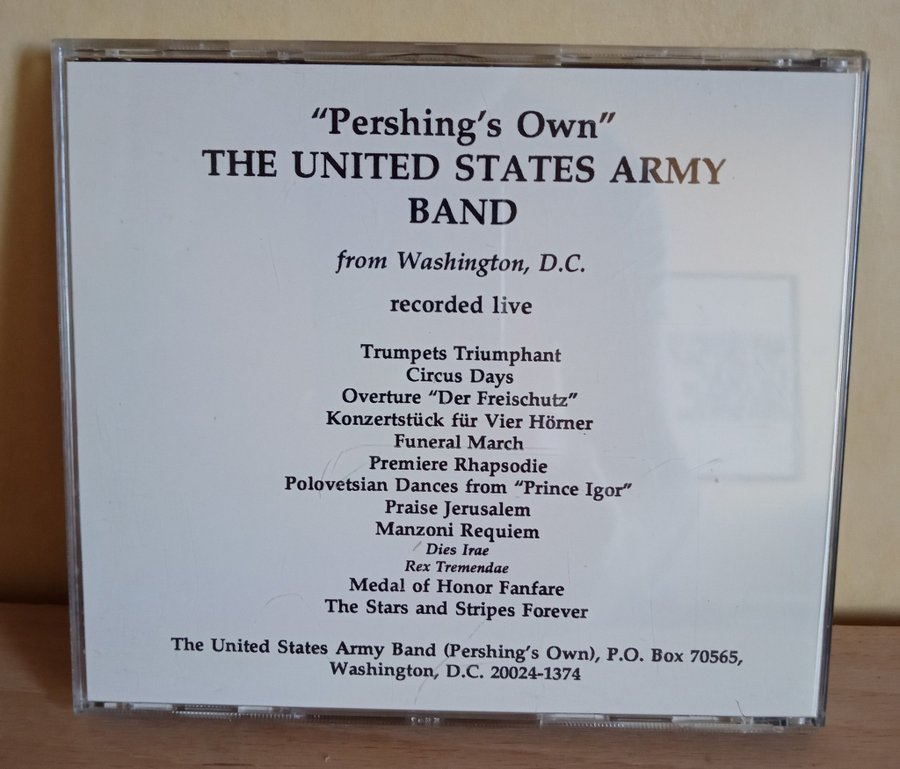 "Pershing's Own"
THE UNITED STATES ARMY
BAND
from Washington, D.C.
recorded live
Trumpets Triumphant
Circus Days
Overture "Der Freischutz"
Konzertstück für Vier Hörner
Funeral March
Premiere Rhapsodie
Polovetsian Dances from "Prince Igor"
Praise Jerusalem
Manzoni Requiem
Dies Irae
Rex Tremendae
Medal of Honor Fanfare
The Stars and Stripes Forever
The United States Army Band (Pershing's Own), P.O. Box 70565,
Washington, D.C. 20024-1374